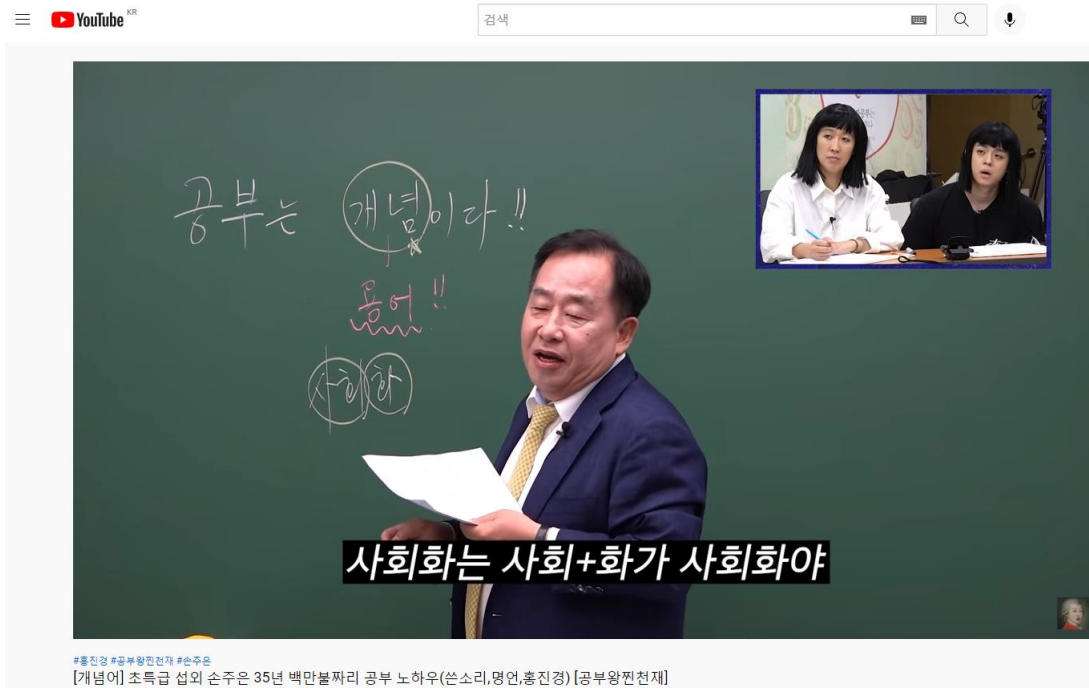 YouTube KR
검색
공부는 개념이다!!
용어!!
사회화
사회화는 사회+화가 사회화야
#홍진경 #공부왕찐천재 #손주은
[개념어] 초특급 섭외 손주은 35년 백만불짜리 공부 노하우(쓴소리,명언,홍진경) [공부왕찐천재]